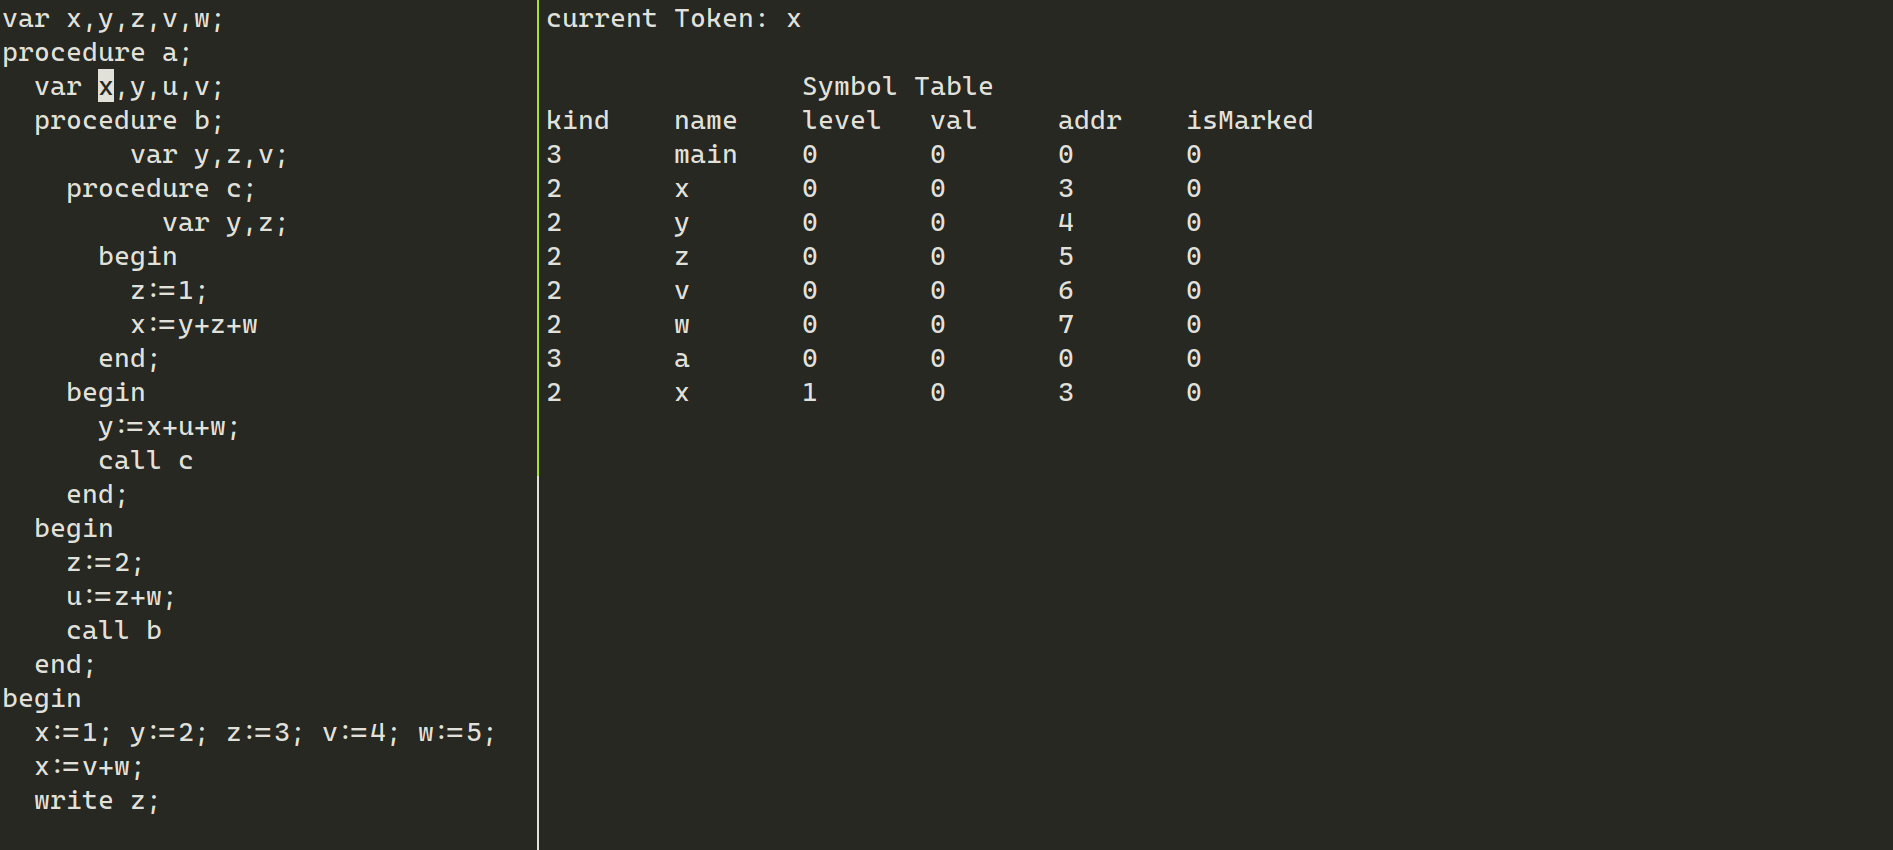 var x,y,z,v,w;
procedure a;
  var x,y,u,v;
  procedure b;
        var y,z,v;
    procedure c;
          var y,z;
      begin
        z:=1;
        x:=y+z+w
      end;
    begin
      y:=x+u+w;
      call c
    end;
  begin
    z:=2;
    u:=z+w;
    call b
  end;
begin
  x:=1; y:=2; z:=3; v:=4; w:=5;
  x:=v+w;
  write z;
current Token: x
Symbol Table
kind    name    level   val     addr    isMarked
3       main    0       0       0       0
2       x       0       0       3       0
2       y       0       0       4       0
2       z       0       0       5       0
2       v       0       0       6       0
2       w       0       0       7       0
3       a       0       0       0       0
2       x       1       0       3       0